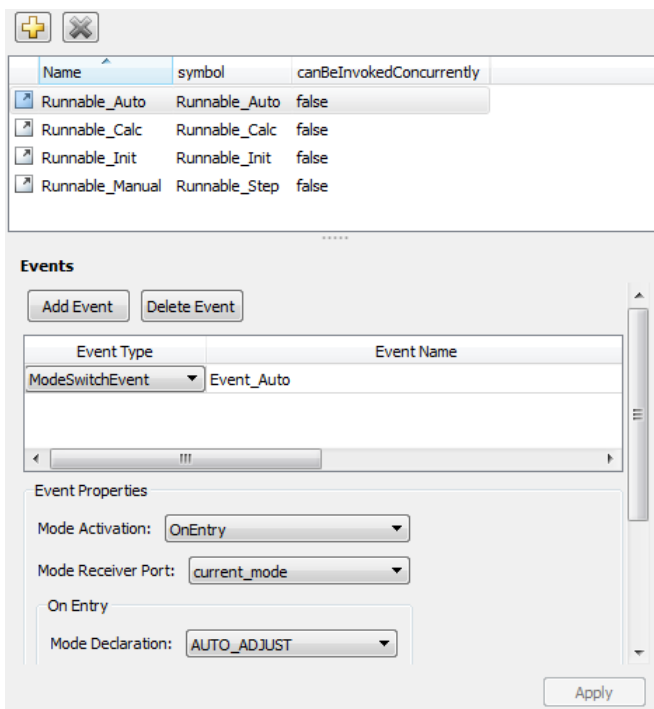 Name symbol canBeInvokedConcurrently
Runnable_Auto Runnable_Auto false
Runnable_Calc Runnable_Calc false
Runnable_Init Runnable_Init false
Runnable_Manual Runnable_Step false
Events
Add Event Delete Event
Event Type Event Name
ModeSwitchEvent Event_Auto
Event Properties
Mode Activation: OnEntry
Mode Receiver Port: current_mode
On Entry
Mode Declaration: AUTO_ADJUST
Apply